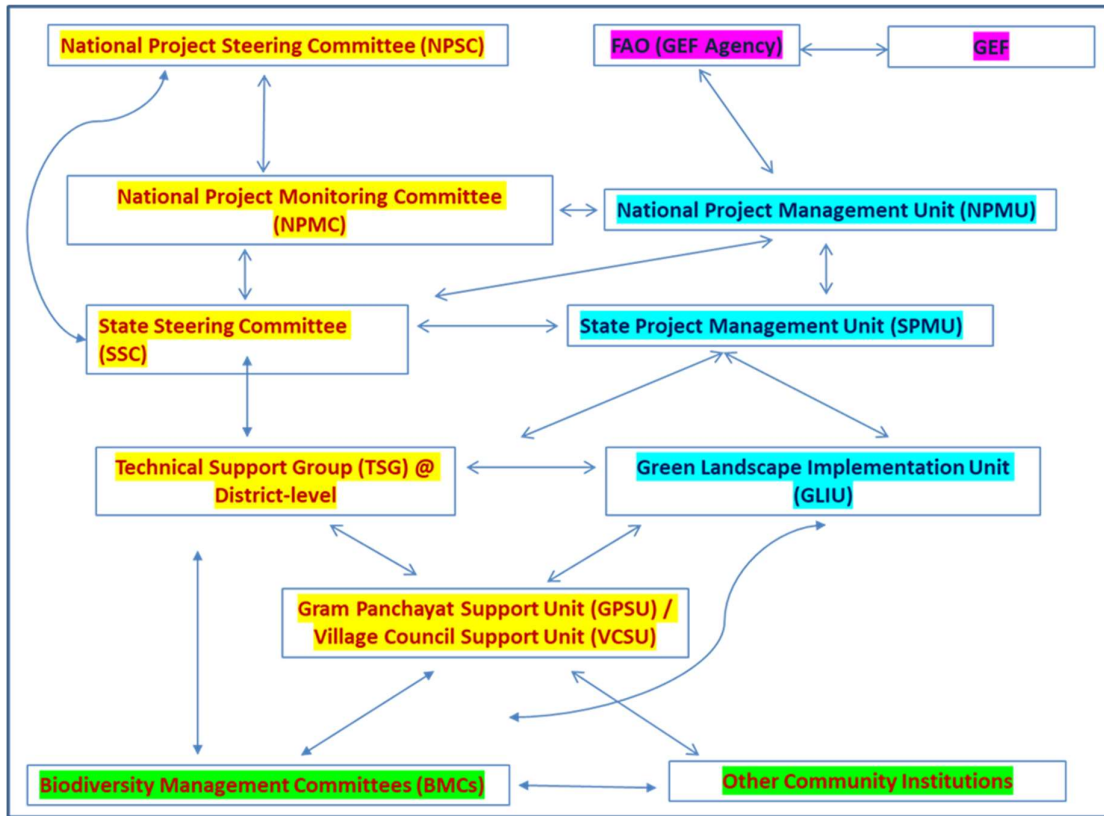 National Project Steering Committee (NPSC)
FAO (GEF Agency)
GEF
National Project Monitoring Committee
(NPMC)
National Project Management Unit (NPMU)
State Steering Committee
(SSC)
State Project Management Unit (SPMU)
Technical Support Group (TSG) @
District-level
Green Landscape Implementation Unit
(GLIU)
Gram Panchayat Support Unit (GPSU) /
Village Council Support Unit (VCSU)
Biodiversity Management Committees (BMCs)
Other Community Institutions